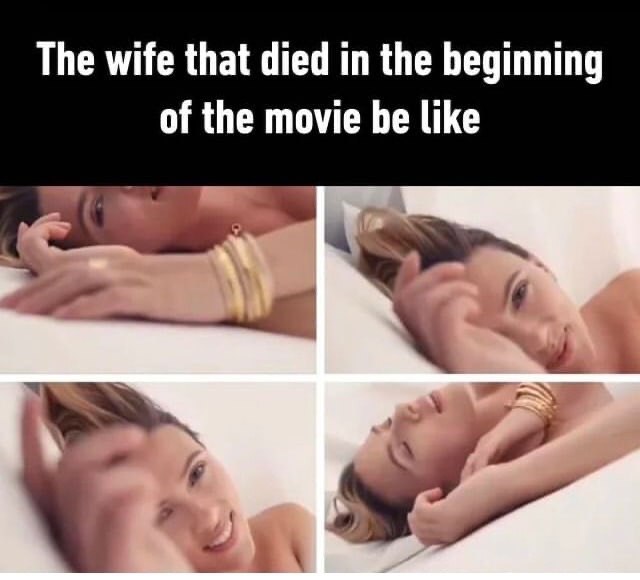 The wife that died in the beginning
of the movie be like